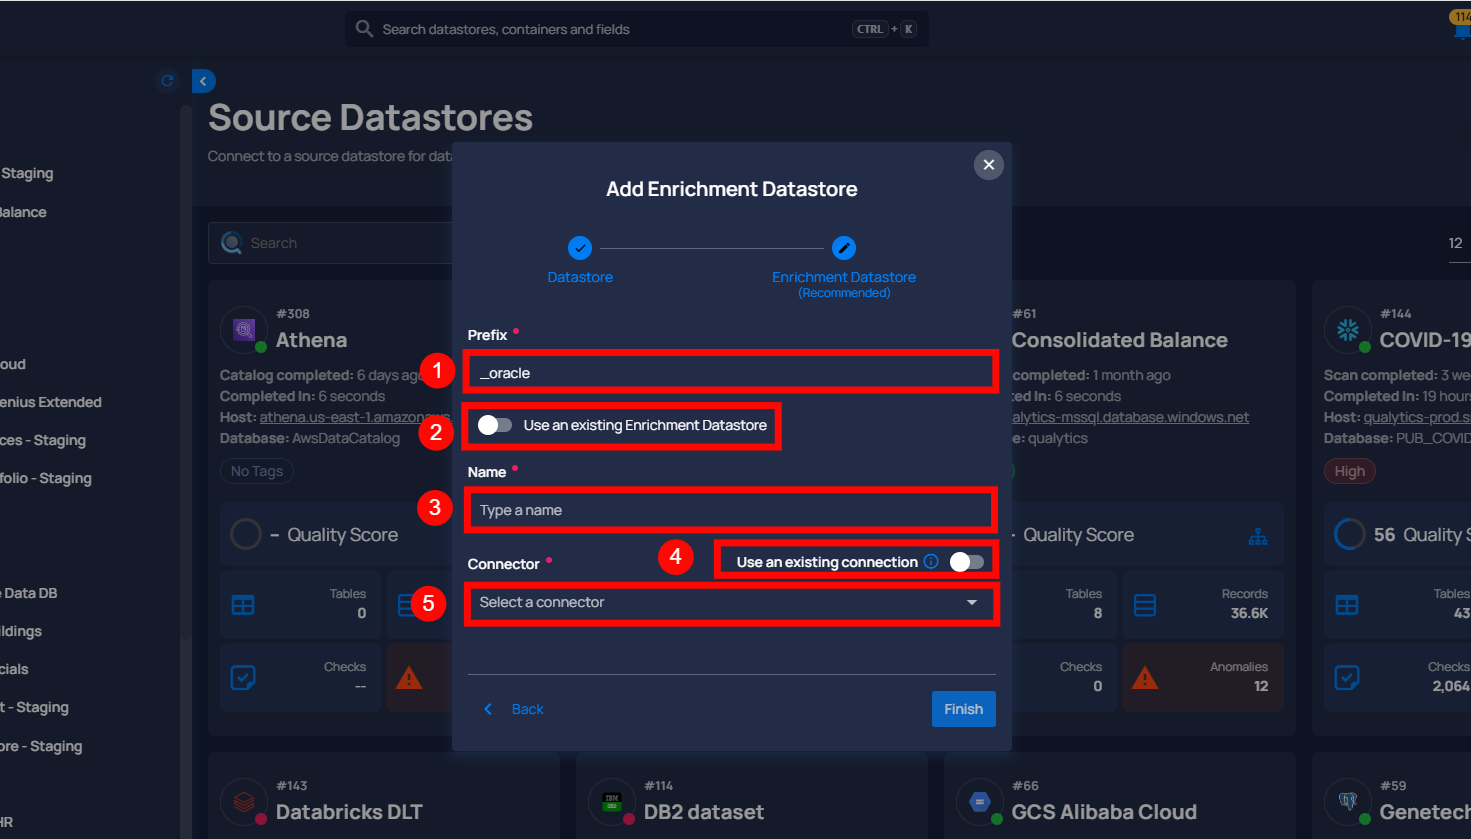 Search datastores, containers and fields
CTRL + K
114
Source Datastores
Connect to a source datastore for
Staging
Balance
oud
enius Extended
ces - Staging
folio - Staging
Data DB
ildings
cials
t - Staging
ore - Staging
HR
Search
12
Add Enrichment Datastore
Datastore
Enrichment Datastore
(Recommended)
Prefix
1
_oracle
2
Use an existing Enrichment Datastore
Name
3
Type a name
Connector
4
Use an existing connection
5
Select a connector
Back
Finish
#308
Athena
Catalog completed: 6 days ago
Completed In: 6 seconds
Host: athena.us-east-1.amazonaws
Database: AwsDataCatalog
No Tags
– Quality Score
Tables
0
Checks
--
#61
Consolidated Balance
completed: 1 month ago
ed In: 6 seconds
alytics-mssql.database.windows.net
e: qualytics
- Quality Score
Tables
8
Records
36.6K
Checks
0
Anomalies
12
#144
COVID-19
Scan completed: 3 we
Completed In: 19 hours
Host: qualytics-prod.s
Database: PUB_COVID
High
56 Quality S
Tables
43
Checks
2,064
#143
Databricks DLT
#114
DB2 dataset
#66
GCS Alibaba Cloud
#59
Genetech